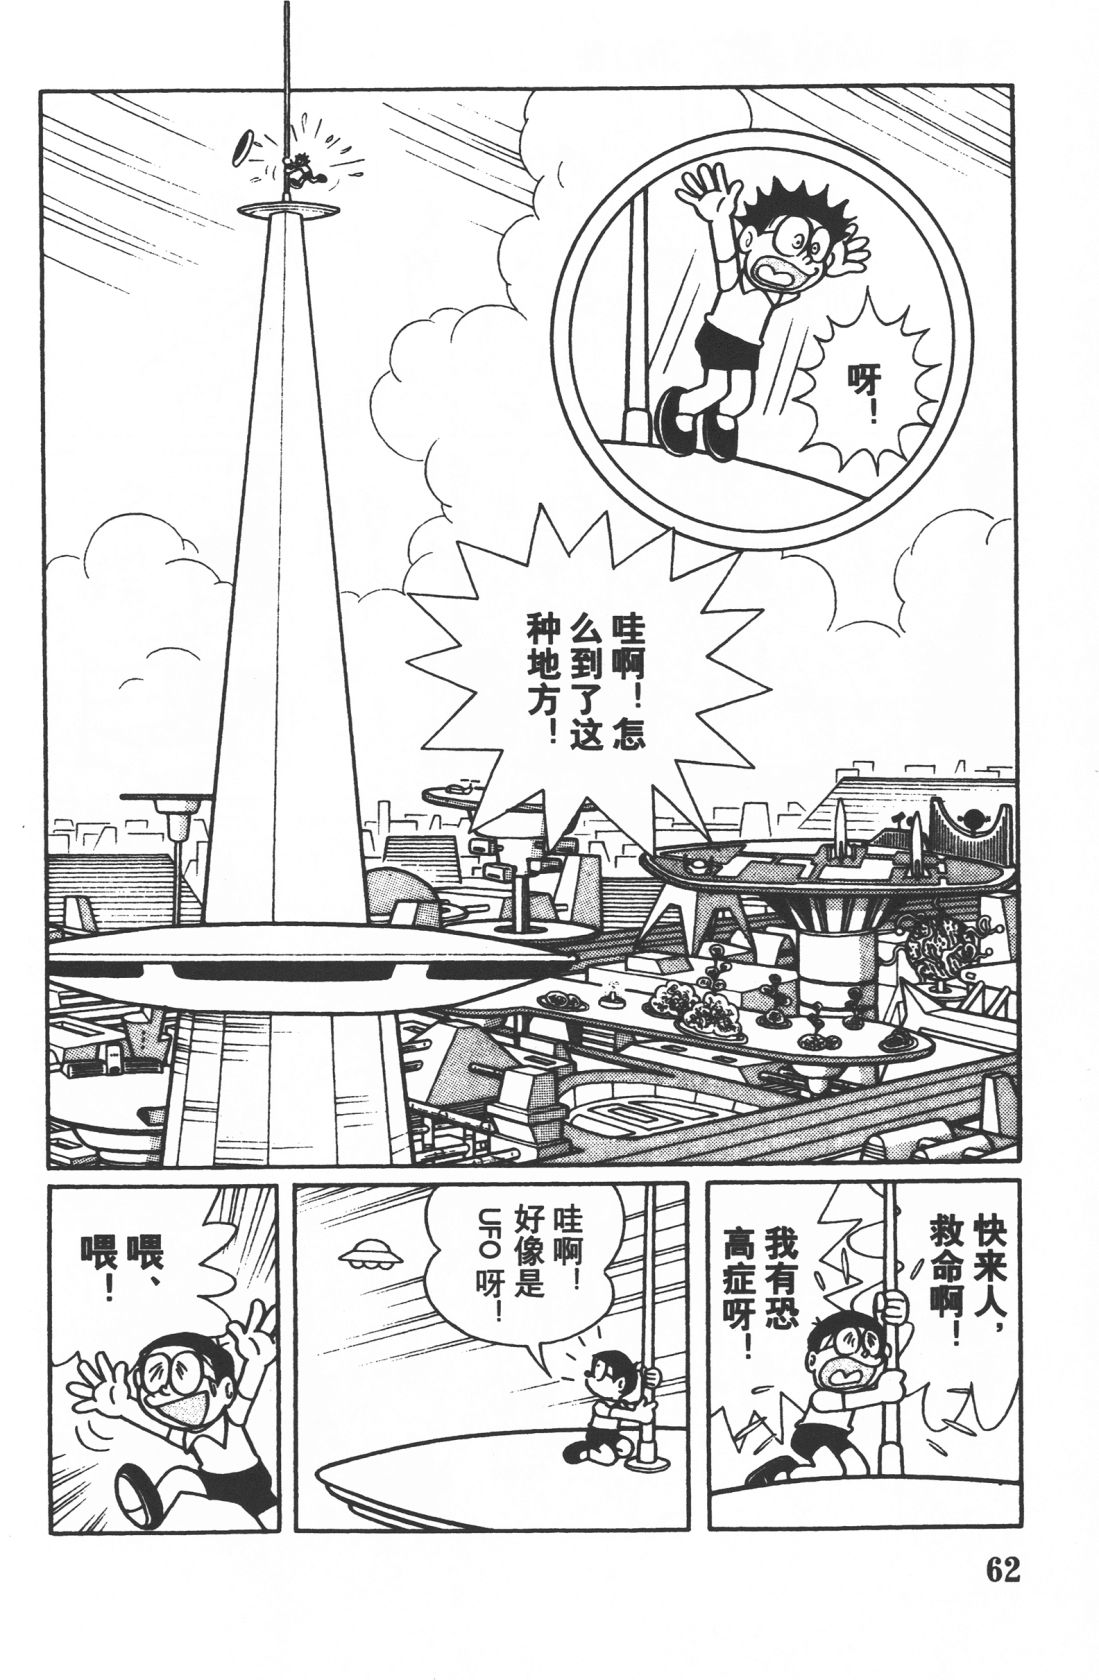 呀！
哇啊！怎
么到了这
种地方！
快来人，
救命啊！
我有恐
高症呀！
哇啊！
好像是
UFO呀！
喂、
喂！
62